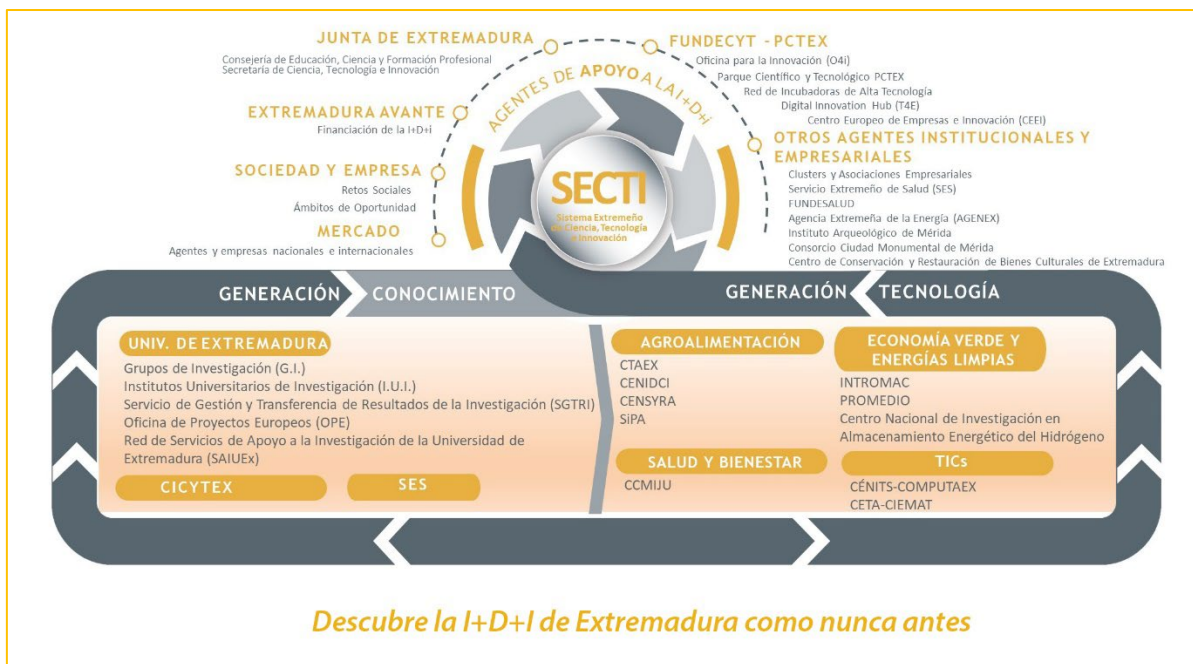 JUNTA DE EXTREMADURA
Consejería de Educación, Ciencia y Formación Profesional
Secretaría de Ciencia, Tecnología e Innovación
EXTREMADURA AVANTE
Financiación de la I+D+i
SOCIEDAD Y EMPRESA
Retos Sociales
Ámbitos de Oportunidad
MERCADO
Agentes y empresas nacionales e internacionales
AGENTES DE APOYO A LA I+D+i
SECTI
Sistema Extremeño
de Ciencia, Tecnología
e Innovación
FUNDECYT - PCTEX
Oficina para la Innovación (O4i)
Parque Científico y Tecnológico PCTEX
Red de Incubadoras de Alta Tecnología
Digital Innovation Hub (T4E)
Centro Europeo de Empresas e Innovación (CEEI)
OTROS AGENTES INSTITUCIONALES Y
EMPRESARIALES
Clusters y Asociaciones Empresariales
Servicio Extremeño de Salud (SES)
FUNDESALUD
Agencia Extremeña de la Energía (AGENEX)
Instituto Arqueológico de Mérida
Consorcio Ciudad Monumental de Mérida
Centro de Conservación y Restauración de Bienes Culturales de Extremadura
GENERACIÓN CONOCIMIENTO
GENERACIÓN TECNOLOGÍA
UNIV. DE EXTREMADURA
Grupos de Investigación (G.I.)
Institutos Universitarios de Investigación (I.U.I.)
Servicio de Gestión y Transferencia de Resultados de la Investigación (SGTRI)
Oficina de Proyectos Europeos (OPE)
Red de Servicios de Apoyo a la Investigación de la Universidad de
Extremadura (SAIUEx)
CICYTEX
SES
AGROALIMENTACIÓN
CTAEX
CENIDCI
CENSYRA
SiPA
SALUD Y BIENESTAR
CCMIJU
ECONOMÍA VERDE Y
ENERGÍAS LIMPIAS
INTROMAC
PROMEDIO
Centro Nacional de Investigación en
Almacenamiento Energético del Hidrógeno
TICs
CÉNITS-COMPUTAEX
CETA-CIEMAT
Descubre la I+D+I de Extremadura como nunca antes